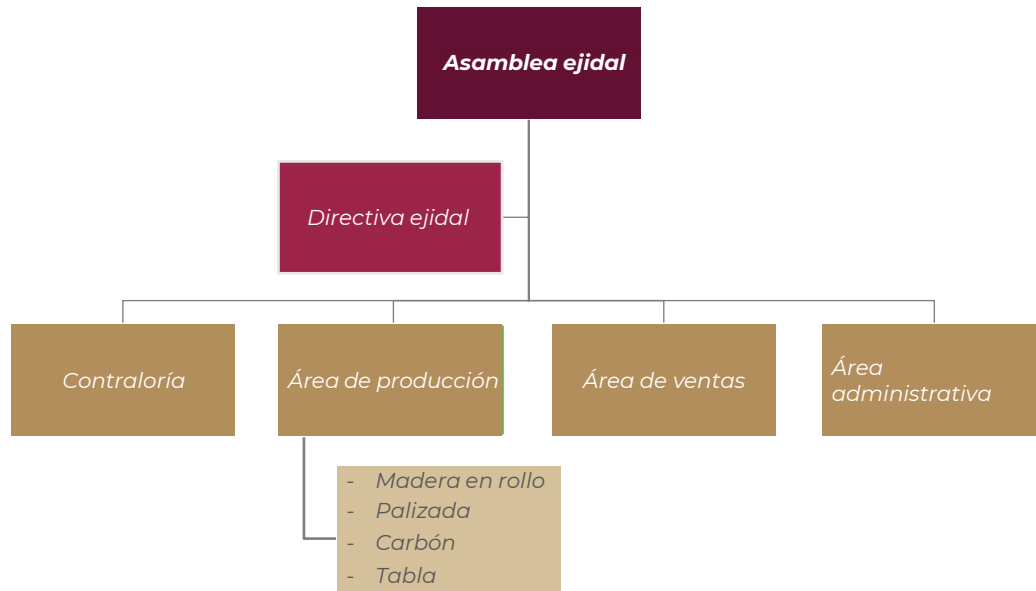 Asamblea ejidal
Directiva ejidal
Contraloría
Área de producción
Área de ventas
Área
administrativa
- Madera en rollo
- Palizada
- Carbón
- Tabla